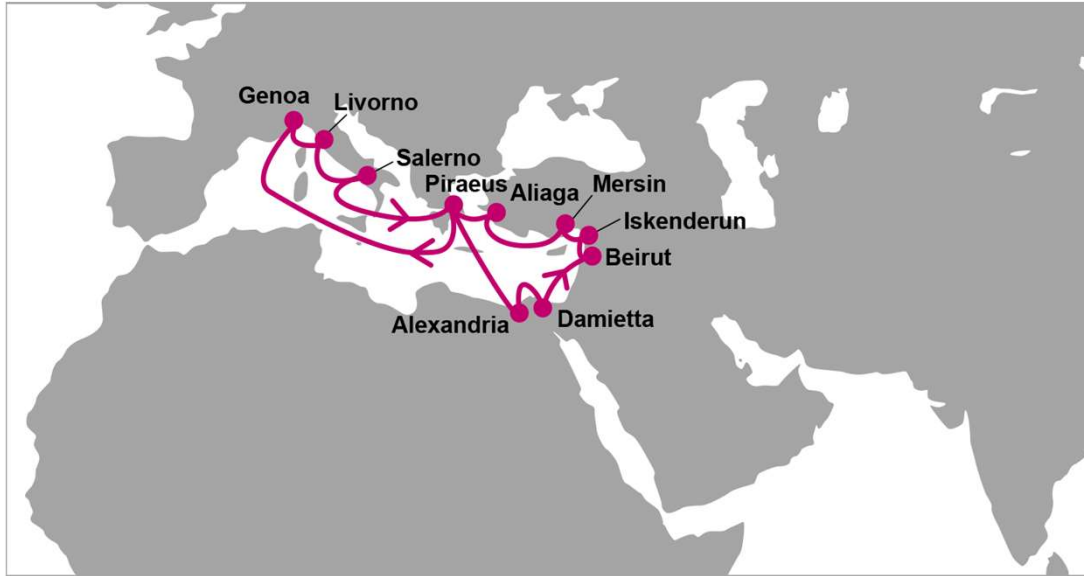 Genoa
Livorno
Salerno
Piraeus
Aliaga
Mersin
Iskenderun
Beirut
Alexandria
Damietta